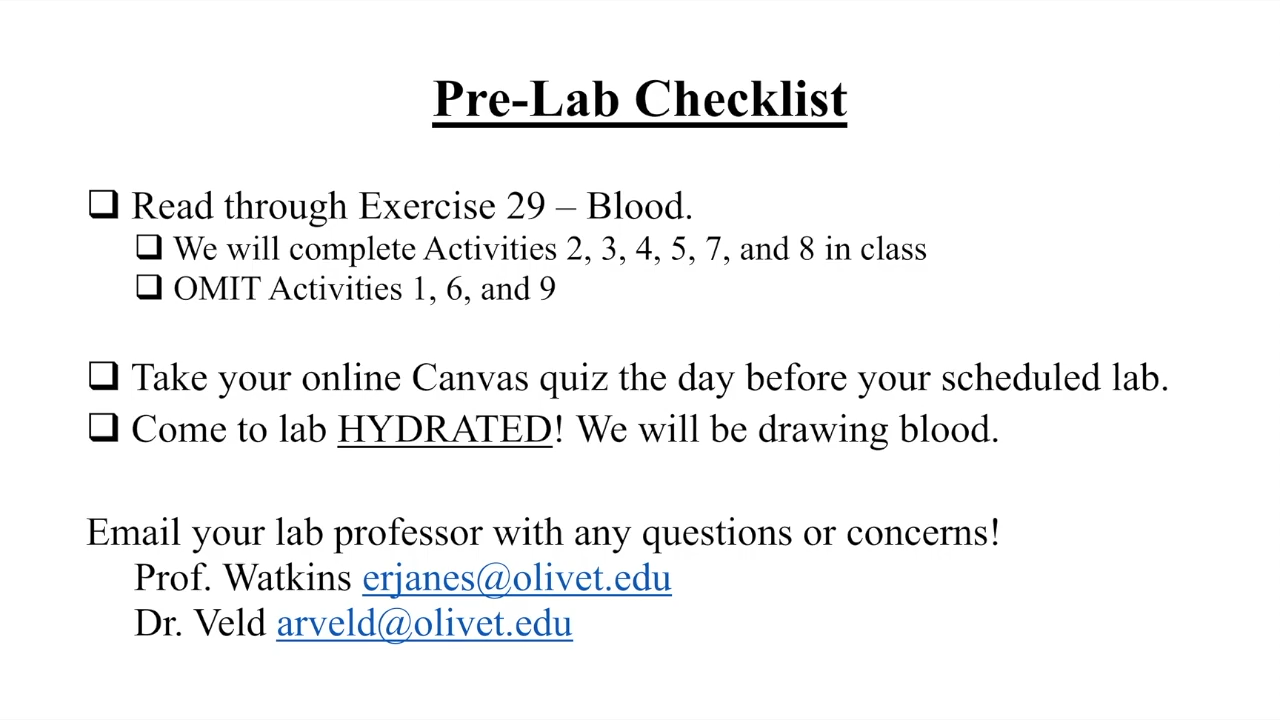 Pre-Lab Checklist
Read through Exercise 29 – Blood.
We will complete Activities 2, 3, 4, 5, 7, and 8 in class
OMIT Activities 1, 6, and 9
Take your online Canvas quiz the day before your scheduled lab.
Come to lab HYDRATED! We will be drawing blood.
Email your lab professor with any questions or concerns!
Prof. Watkins erjanes@olivet.edu
Dr. Veld arveld@olivet.edu